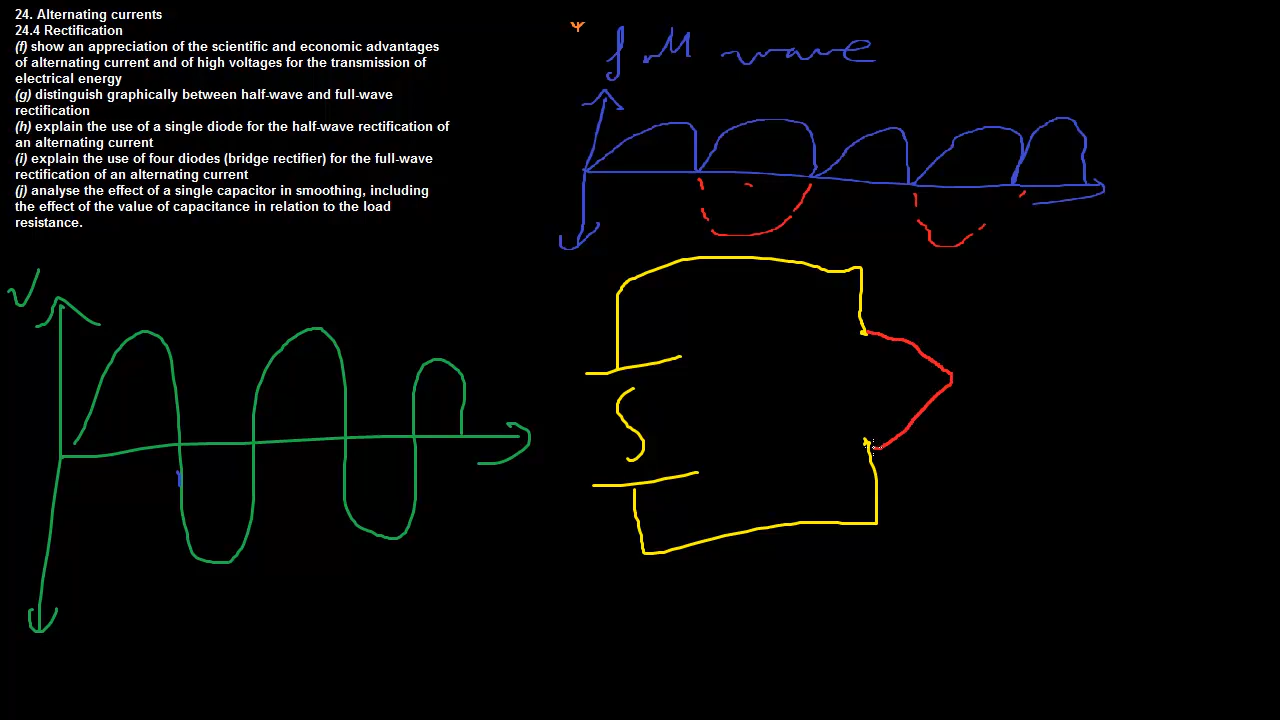 24. Alternating currents
24.4 Rectification
(f) show an appreciation of the scientific and economic advantages
of alternating current and of high voltages for the transmission of
electrical energy
(g) distinguish graphically between half-wave and full-wave
rectification
(h) explain the use of a single diode for the half-wave rectification of
an alternating current
(i) explain the use of four diodes (bridge rectifier) for the full-wave
rectification of an alternating current
(j) analyse the effect of a single capacitor in smoothing, including
the effect of the value of capacitance in relation to the load
resistance.
full wave
V